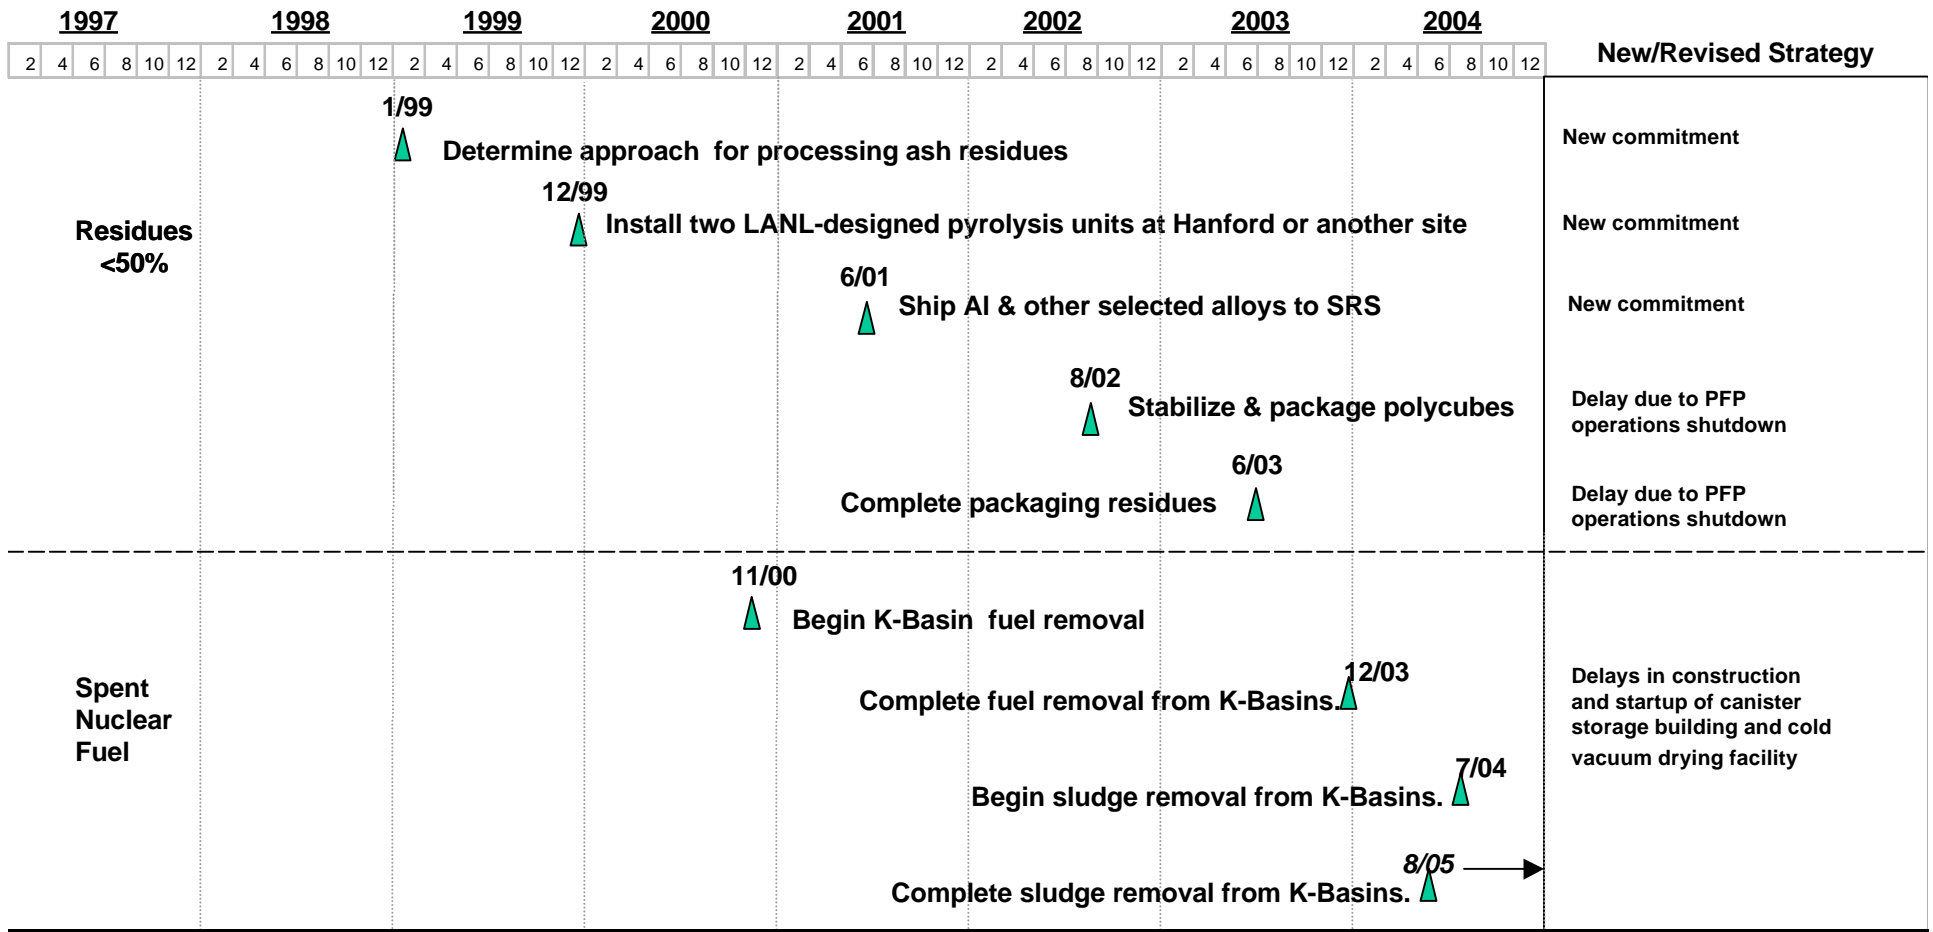 1997 1998 1999 2000 2001 2002 2003 2004
2 4 6 8 10 12 2 4 6 8 10 12 2 4 6 8 10 12 2 4 6 8 10 12 2 4 6 8 10 12 2 4 6 8 10 12 2 4 6 8 10 12 2 4 6 8 10 12
New/Revised Strategy
1/99
Determine approach for processing ash residues
New commitment
12/99
Residues
<50%
Install two LANL-designed pyrolysis units at Hanford or another site
New commitment
6/01
Ship Al & other selected alloys to SRS
New commitment
8/02
Stabilize & package polycubes
Delay due to PFP
operations shutdown
6/03
Complete packaging residues
Delay due to PFP
operations shutdown
11/00
Begin K-Basin fuel removal
Spent
Nuclear
Fuel
12/03
Complete fuel removal from K-Basins.
Delays in construction
and startup of canister
storage building and cold
vacuum drying facility
7/04
Begin sludge removal from K-Basins.
8/05
Complete sludge removal from K-Basins.